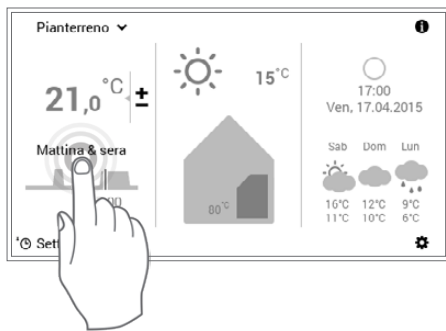 Pianterreno
21,0 °C ±
Mattina & sera
15°C
80°C
17:00
Ven, 17.04.2015
Sab Dom Lun
16°C 12°C 9°C
11°C 10°C 6°C